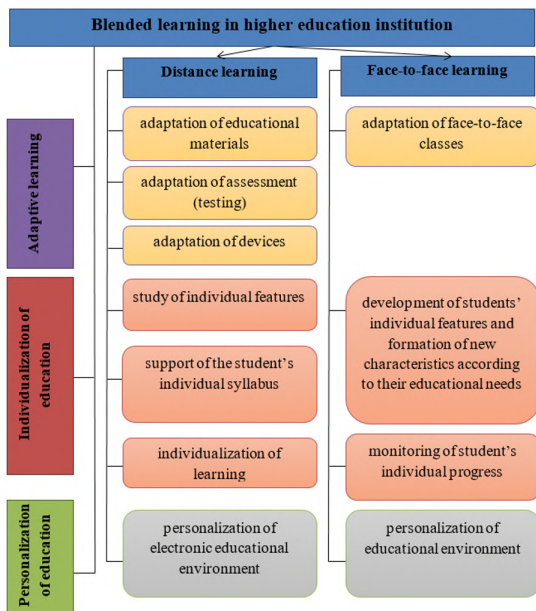 Blended learning in higher education institution
Distance learning
Face-to-face learning
Adaptive learning
adaptation of educational
materials
adaptation of face-to-face
classes
adaptation of assessment
(testing)
adaptation of devices
Individualization of
education
study of individual features
development of students’
individual features and
formation of new
characteristics according
to their educational needs
support of the student’s
individual syllabus
individualization of
learning
monitoring of student’s
individual progress
Personalization
of education
personalization of
electronic educational
environment
personalization of
educational environment